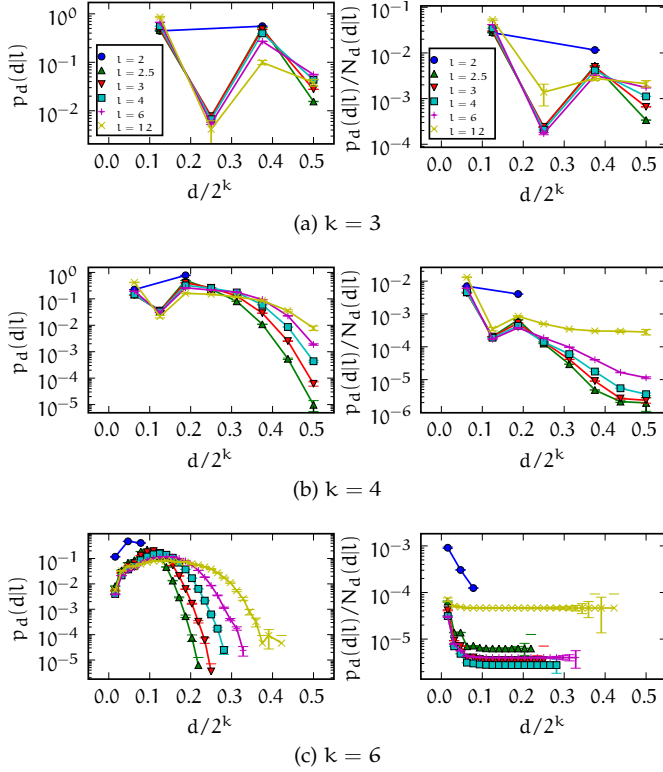 10^0
10^-1
10^-2
p_d(d|l)
l = 2
l = 2.5
l = 3
l = 4
l = 6
l = 12
0.0 0.1 0.2 0.3 0.4 0.5
d/2^k
10^-1
10^-2
10^-3
10^-4
p_d(d|l)/N_d(d|l)
l = 2
l = 2.5
l = 3
l = 4
l = 6
l = 12
0.0 0.1 0.2 0.3 0.4 0.5
d/2^k
(a) k = 3
10^0
10^-1
10^-2
10^-3
10^-4
10^-5
p_d(d|l)
0.0 0.1 0.2 0.3 0.4 0.5
d/2^k
10^-2
10^-3
10^-4
10^-5
10^-6
p_d(d|l)/N_d(d|l)
0.0 0.1 0.2 0.3 0.4 0.5
d/2^k
(b) k = 4
10^-1
10^-2
10^-3
10^-4
10^-5
p_d(d|l)
0.0 0.1 0.2 0.3 0.4 0.5
d/2^k
10^-3
10^-4
10^-5
p_d(d|l)/N_d(d|l)
0.0 0.1 0.2 0.3 0.4 0.5
d/2^k
(c) k = 6